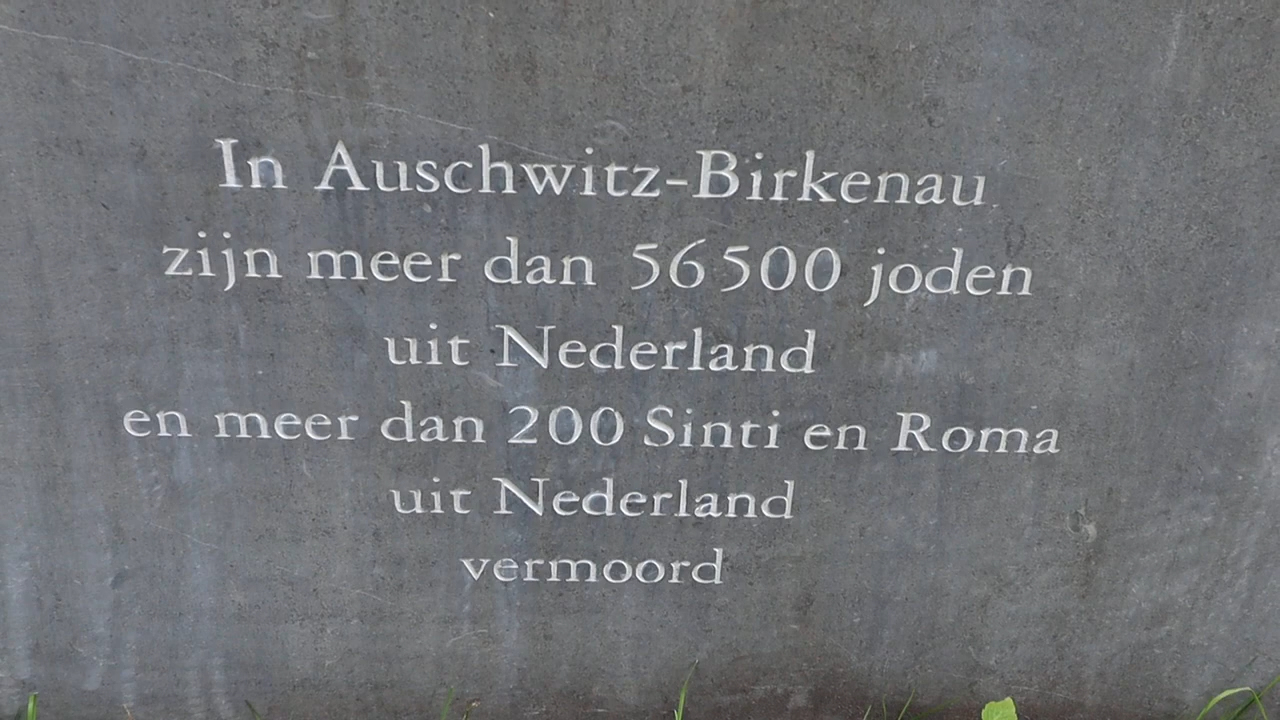 In Auschwitz-Birkenau
zijn meer dan 56500 joden
uit Nederland
en meer dan 200 Sinti en Roma
uit Nederland
vermoord